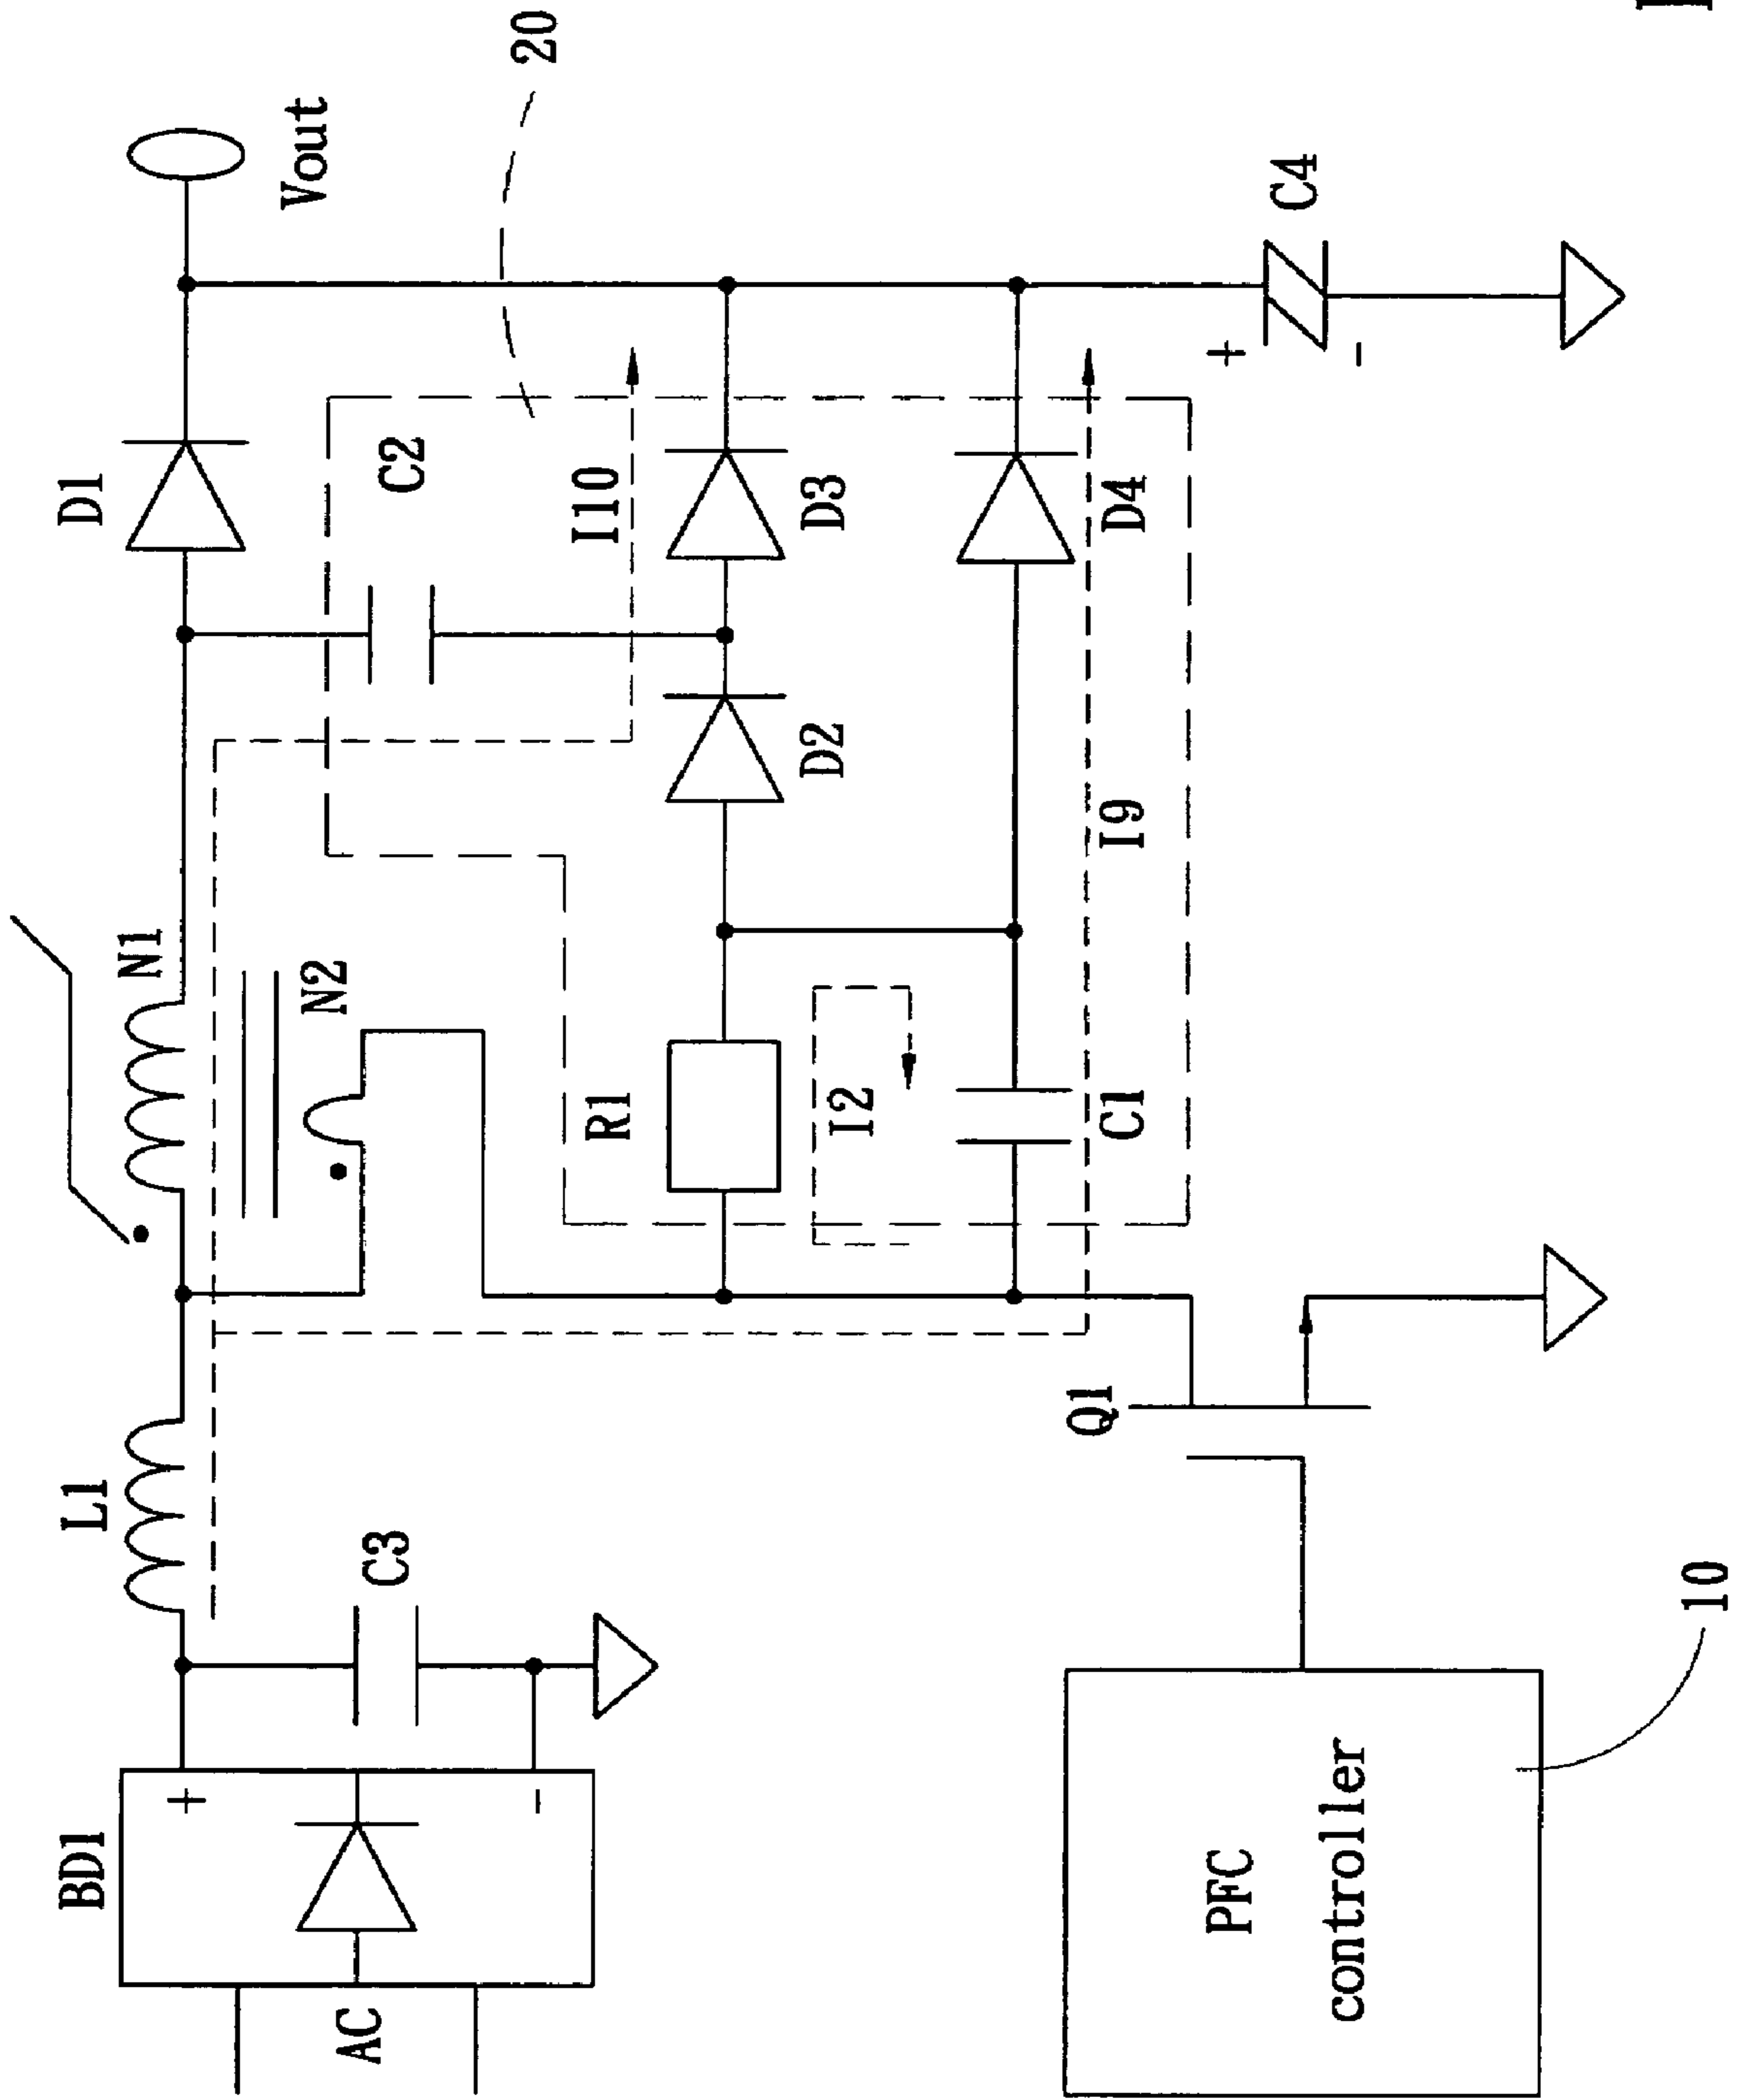 BD1
+
-
AC
L1
C3
N1
N2
D1
Vout
20
C2
I10
D3
D2
R1
I2
C1
I9
D4
C4
+
-
Q1
PFC
controller
10